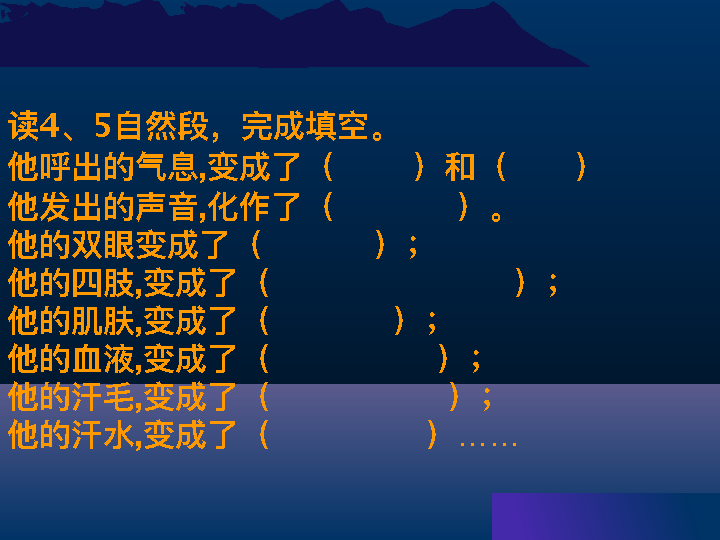 读4、5自然段，完成填空。
他呼出的气息,变成了（　　）和（　　）
他发出的声音,化作了（　　　）。
他的双眼变成了（　　　）；
他的四肢,变成了（　　　　　　）；
他的肌肤,变成了（　　　）；
他的血液,变成了（　　　　）；
他的汗毛,变成了（　　　　）；
他的汗水,变成了（　　　　）……